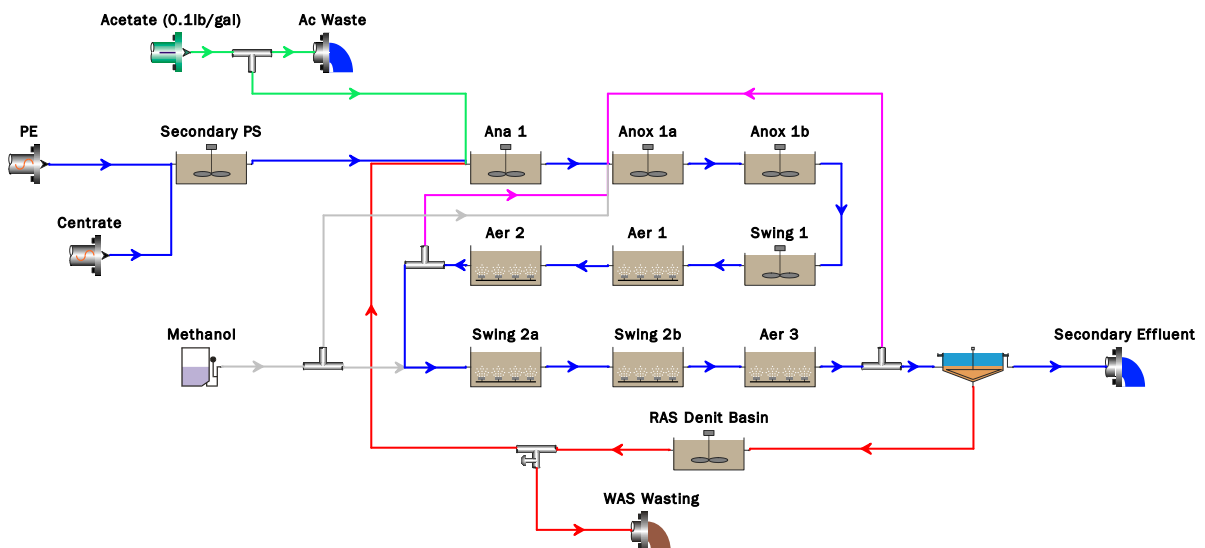 Acetate (0.1lb/gal)
Ac Waste
PE
Secondary PS
Ana 1
Anox 1a
Anox 1b
Centrate
Aer 2
Aer 1
Swing 1
Methanol
Swing 2a
Swing 2b
Aer 3
Secondary Effluent
RAS Denit Basin
WAS Wasting